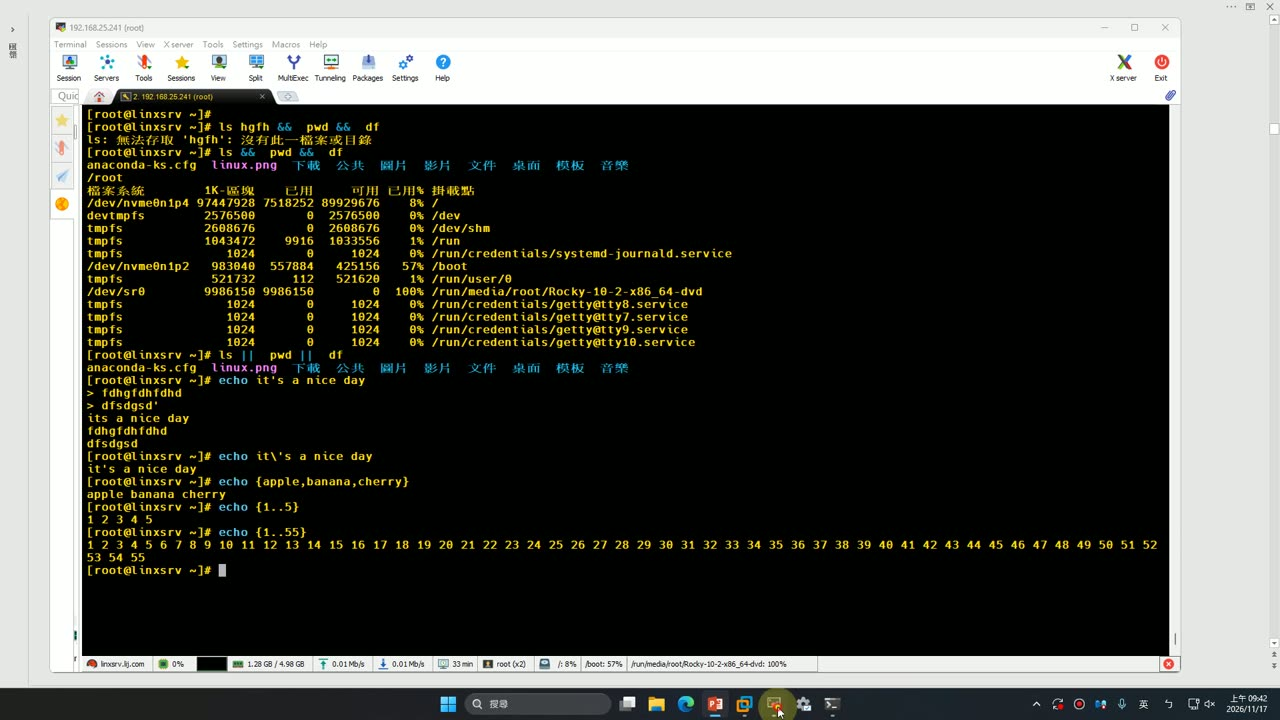 192.168.25.241 (root)
Terminal Sessions View X server Tools Settings Macros Help
Session Servers Tools Sessions View Split MultiExec Tunneling Packages Settings Help X server Exit
Quic 2. 192.168.25.241 (root)
[root@linxsrv ~]#
[root@linxsrv ~]# ls hgfh && pwd && df
ls: 無法存取 'hgfh': 沒有此一檔案或目錄
[root@linxsrv ~]# ls && pwd && df
anaconda-ks.cfg linux.png 下載 公共 圖片 影片 文件 桌面 模板 音樂
/root
檔案系統 1K-區塊 已用 可用 已用% 掛載點
/dev/nvme0n1p4 97447928 7518252 89929676 8% /
devtmpfs 2576500 0 2576500 0% /dev
tmpfs 2608676 0 2608676 0% /dev/shm
tmpfs 1043472 9916 1033556 1% /run
tmpfs 1024 0 1024 0% /run/credentials/systemd-journald.service
/dev/nvme0n1p2 983040 557884 425156 57% /boot
tmpfs 521732 112 521620 1% /run/user/0
/dev/sr0 9986150 9986150 0 100% /run/media/root/Rocky-10-2-x86_64-dvd
tmpfs 1024 0 1024 0% /run/credentials/getty@tty8.service
tmpfs 1024 0 1024 0% /run/credentials/getty@tty7.service
tmpfs 1024 0 1024 0% /run/credentials/getty@tty9.service
tmpfs 1024 0 1024 0% /run/credentials/getty@tty10.service
[root@linxsrv ~]# ls || pwd || df
anaconda-ks.cfg linux.png 下載 公共 圖片 影片 文件 桌面 模板 音樂
[root@linxsrv ~]# echo it's a nice day
> fdhgfdhfdhd
> dfsdgsd'
its a nice day
fdhgfdhfdhd
dfsdgsd
[root@linxsrv ~]# echo it\'s a nice day
it's a nice day
[root@linxsrv ~]# echo {apple,banana,cherry}
apple banana cherry
[root@linxsrv ~]# echo {1..5}
1 2 3 4 5
[root@linxsrv ~]# echo {1..55}
1 2 3 4 5 6 7 8 9 10 11 12 13 14 15 16 17 18 19 20 21 22 23 24 25 26 27 28 29 30 31 32 33 34 35 36 37 38 39 40 41 42 43 44 45 46 47 48 49 50 51 52
53 54 55
[root@linxsrv ~]#
linxsrv.lij.com 0% 1.28 GB / 4.98 GB 0.01 Mb/s 0.01 Mb/s 33 min root (x2) /: 8% /boot: 57% /run/media/root/Rocky-10-2-x86_64-dvd: 100%
搜尋 英 ㄅ 上午 09:42
2026/11/17